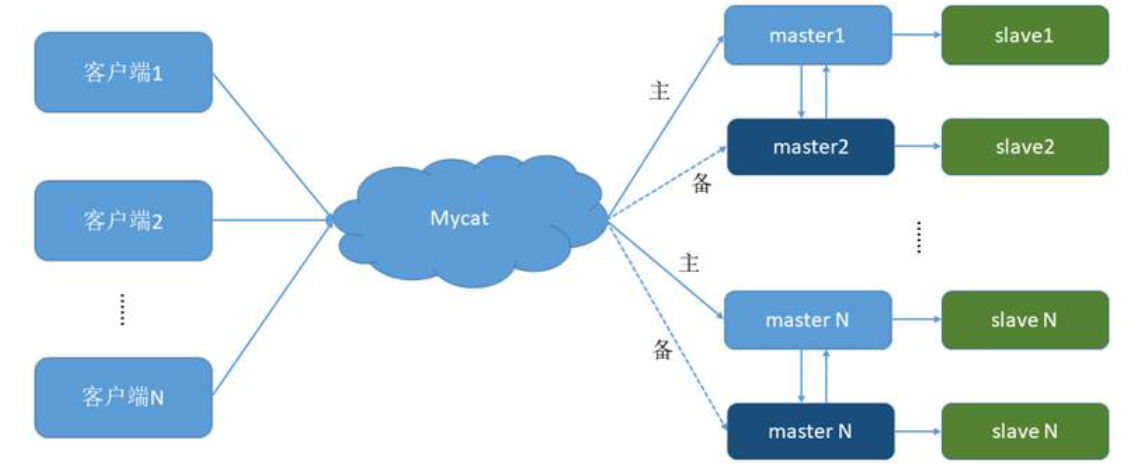 客户端1
客户端2
客户端N
Mycat
主
备
主
备
master1
slave1
master2
slave2
master N
slave N
master N
slave N